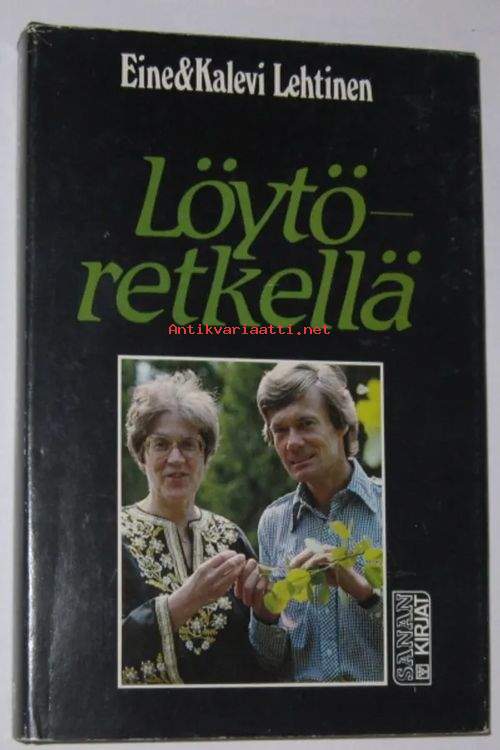 Eine&Kalevi Lehtinen
Löytö-
retkellä
Antikvariaatti.net
SANAN
KIRJAT